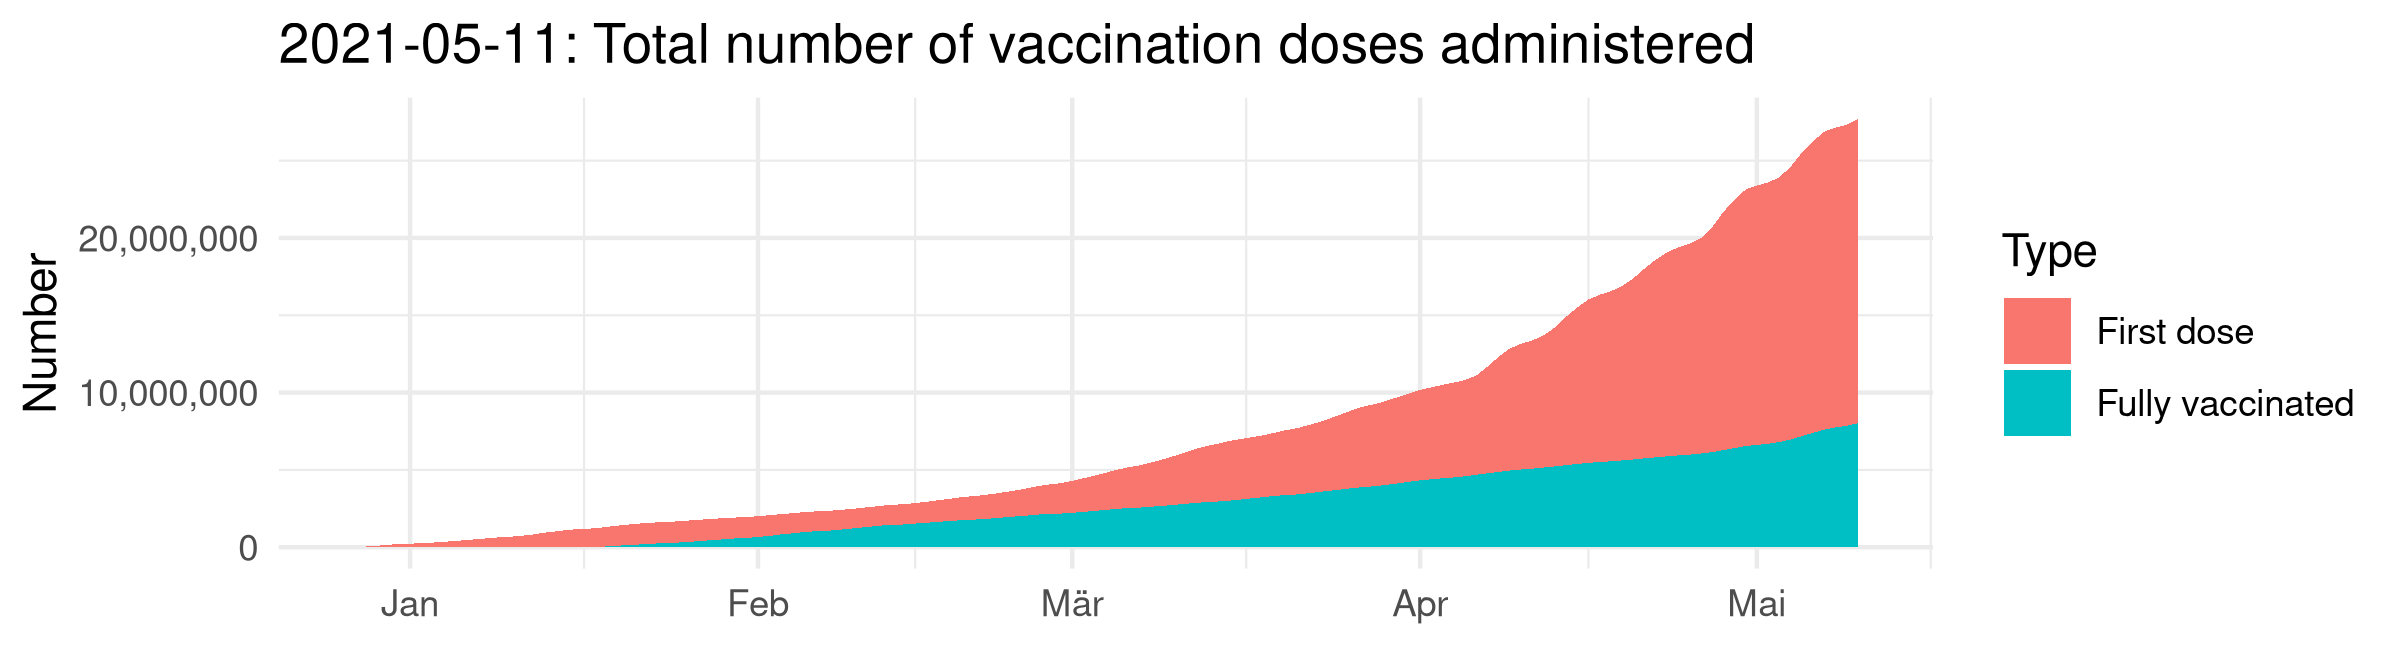 2021-05-11: Total number of vaccination doses administered
Number
20,000,000
10,000,000
0
Jan Feb Mär Apr Mai
Type
First dose
Fully vaccinated